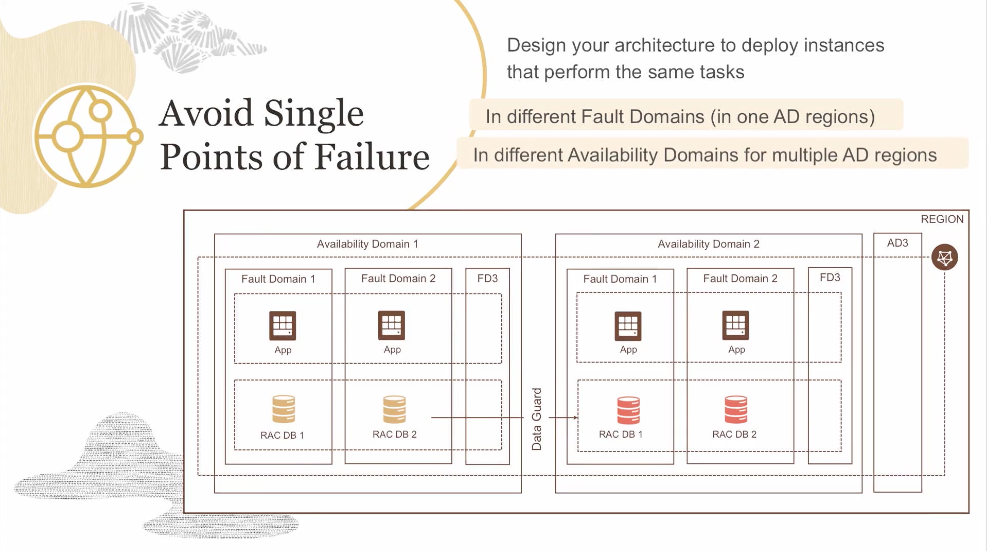 Avoid Single
Points of Failure
Design your architecture to deploy instances
that perform the same tasks
In different Fault Domains (in one AD regions)
In different Availability Domains for multiple AD regions
REGION
Availability Domain 1
Fault Domain 1
Fault Domain 2
FD3
App
App
RAC DB 1
RAC DB 2
Data Guard
Availability Domain 2
Fault Domain 1
Fault Domain 2
FD3
App
App
RAC DB 1
RAC DB 2
AD3